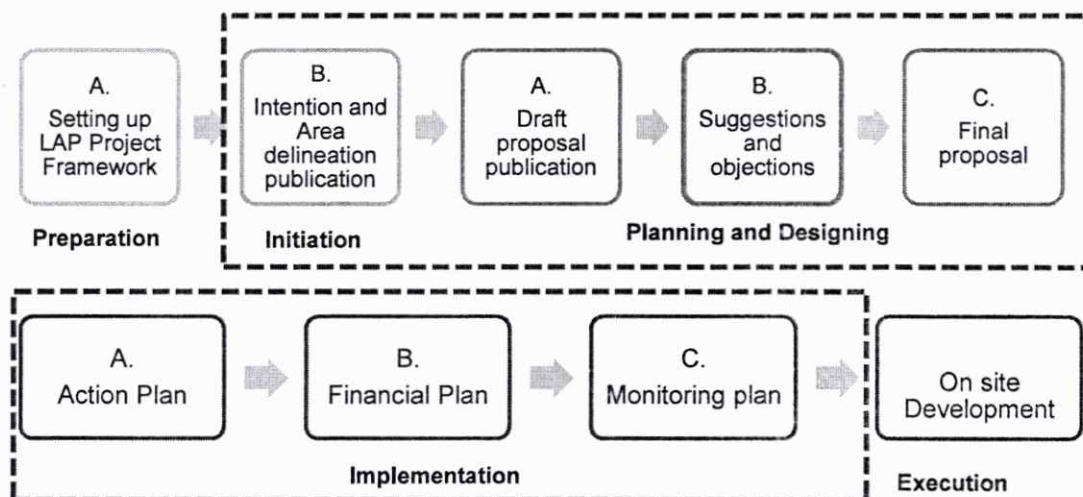 A.
Setting up
LAP Project
Framework
B.
Intention and
Area
delineation
publication
A.
Draft
proposal
publication
B.
Suggestions
and
objections
C.
Final
proposal
Preparation
Initiation
Planning and Designing
A.
Action Plan
B.
Financial Plan
C.
Monitoring plan
On site
Development
Implementation
Execution